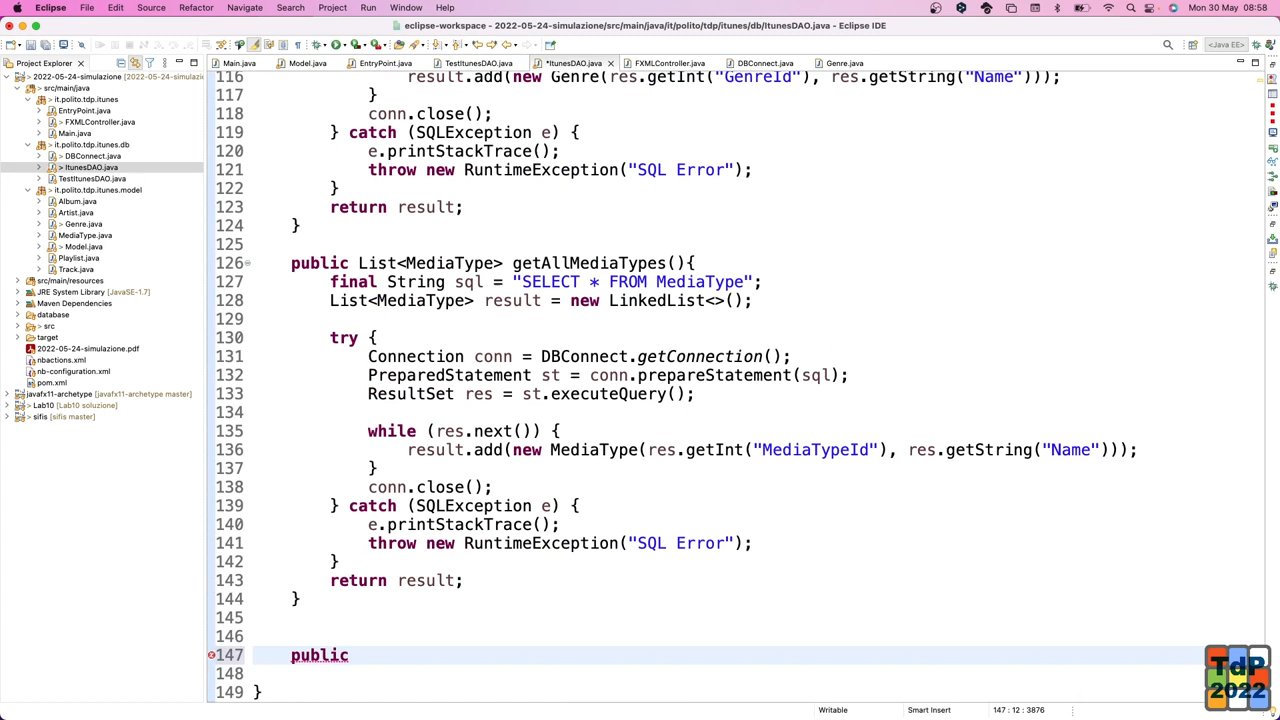 Eclipse File Edit Source Refactor Navigate Search Project Run Window Help Mon 30 May 08:58
eclipse-workspace - 2022-05-24-simulazione/src/main/java/it/polito/tdp/itunes/db/ItunesDAO.java - Eclipse IDE
<Java EE>
Project Explorer
Main.java Model.java EntryPoint.java TestItunesDAO.java *ItunesDAO.java FXMLController.java DBConnect.java Genre.java
> 2022-05-24-simulazione (2022-05-24-simulazi
src/main/java
> it.polito.tdp.itunes
EntryPoint.java
> FXMLController.java
Main.java
> it.polito.tdp.itunes.db
> DBConnect.java
> ItunesDAO.java
TestItunesDAO.java
> it.polito.tdp.itunes.model
Album.java
Artist.java
> Genre.java
MediaType.java
> Model.java
Playlist.java
Track.java
src/main/resources
JRE System Library [JavaSE-1.7]
Maven Dependencies
database
> src
target
2022-05-24-simulazione.pdf
nbactions.xml
nb-configuration.xml
pom.xml
javafx11-archetype [javafx11-archetype master]
> Lab10 [Lab10 soluzione]
> sifis [sifis master]
116 result.add(new Genre(res.getInt("GenreId"), res.getString("Name")));
117 }
118 conn.close();
119 } catch (SQLException e) {
120 e.printStackTrace();
121 throw new RuntimeException("SQL Error");
122 }
123 return result;
124 }
125
126 public List<MediaType> getAllMediaTypes(){
127 final String sql = "SELECT * FROM MediaType";
128 List<MediaType> result = new LinkedList<>();
129
130 try {
131 Connection conn = DBConnect.getConnection();
132 PreparedStatement st = conn.prepareStatement(sql);
133 ResultSet res = st.executeQuery();
134
135 while (res.next()) {
136 result.add(new MediaType(res.getInt("MediaTypeId"), res.getString("Name")));
137 }
138 conn.close();
139 } catch (SQLException e) {
140 e.printStackTrace();
141 throw new RuntimeException("SQL Error");
142 }
143 return result;
144 }
145
146
147 public
148
149 }
TdP
2022
Writable Smart Insert 147 : 12 : 3876